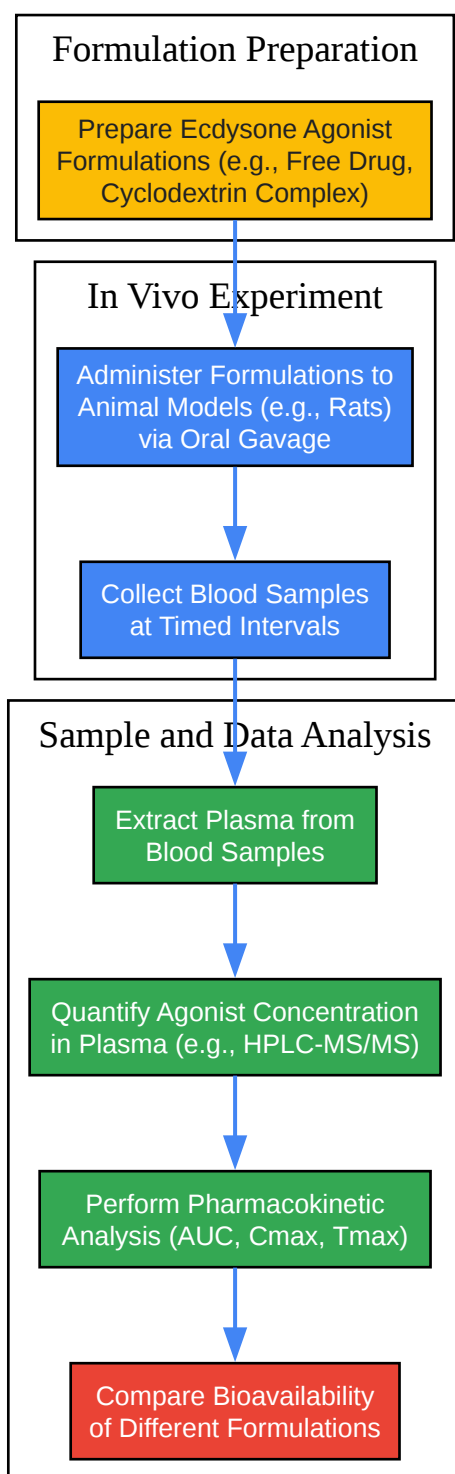 Formulation Preparation
Prepare Ecdysone Agonist
Formulations (e.g., Free Drug,
Cyclodextrin Complex)
In Vivo Experiment
Administer Formulations to
Animal Models (e.g., Rats)
via Oral Gavage
Collect Blood Samples
at Timed Intervals
Sample and Data Analysis
Extract Plasma from
Blood Samples
Quantify Agonist Concentration
in Plasma (e.g., HPLC-MS/MS)
Perform Pharmacokinetic
Analysis (AUC, Cmax, Tmax)
Compare Bioavailability
of Different Formulations